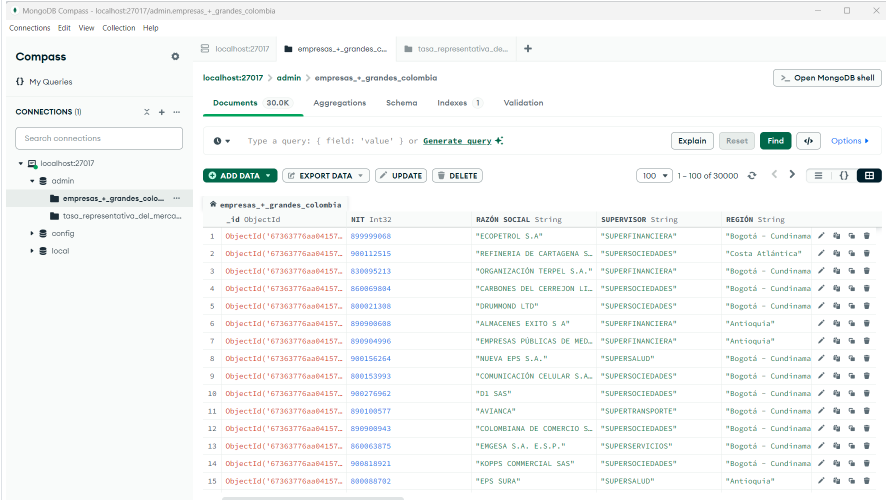 MongoDB Compass - localhost:27017/admin.empresas_+_grandes_colombia
Connections Edit View Collection Help
Compass
{} My Queries
CONNECTIONS (1)
Search connections
localhost:27017
admin
empresas_+_grandes_colo...
tasa_representativa_del_merca...
config
local
localhost:27017 empresas_+_grandes_c... tasa_representativa_de...
localhost:27017 > admin > empresas_+_grandes_colombia
>_ Open MongoDB shell
Documents 30.0K Aggregations Schema Indexes 1 Validation
Type a query: { field: 'value' } or Generate query
Explain Reset Find </> Options
ADD DATA EXPORT DATA UPDATE DELETE
100 1 – 100 of 30000 {}
empresas_+_grandes_colombia
_id ObjectId NIT Int32 RAZÓN SOCIAL String SUPERVISOR String REGIÓN String
1 ObjectId('67363776aa04157... 899999068 "ECOPETROL S.A" "SUPERFINANCIERA" "Bogotá - Cundinama
2 ObjectId('67363776aa04157... 900112515 "REFINERIA DE CARTAGENA S... "SUPERSOCIEDADES" "Costa Atlántica"
3 ObjectId('67363776aa04157... 830095213 "ORGANIZACIÓN TERPEL S.A." "SUPERFINANCIERA" "Bogotá - Cundinama
4 ObjectId('67363776aa04157... 860069804 "CARBONES DEL CERREJON LI... "SUPERSOCIEDADES" "Bogotá - Cundinama
5 ObjectId('67363776aa04157... 800021308 "DRUMMOND LTD" "SUPERSOCIEDADES" "Bogotá - Cundinama
6 ObjectId('67363776aa04157... 890900608 "ALMACENES EXITO S A" "SUPERFINANCIERA" "Antioquia"
7 ObjectId('67363776aa04157... 890904996 "EMPRESAS PÚBLICAS DE MED... "SUPERFINANCIERA" "Antioquia"
8 ObjectId('67363776aa04157... 900156264 "NUEVA EPS S.A." "SUPERSALUD" "Bogotá - Cundinama
9 ObjectId('67363776aa04157... 800153993 "COMUNICACIÓN CELULAR S.A... "SUPERSOCIEDADES" "Bogotá - Cundinama
10 ObjectId('67363776aa04157... 900276962 "D1 SAS" "SUPERSOCIEDADES" "Bogotá - Cundinama
11 ObjectId('67363776aa04157... 890100577 "AVIANCA" "SUPERTRANSPORTE" "Bogotá - Cundinama
12 ObjectId('67363776aa04157... 890900943 "COLOMBIANA DE COMERCIO S... "SUPERSOCIEDADES" "Bogotá - Cundinama
13 ObjectId('67363776aa04157... 860063875 "EMGESA S.A. E.S.P." "SUPERSERVICIOS" "Bogotá - Cundinama
14 ObjectId('67363776aa04157... 900818921 "KOPPS COMMERCIAL SAS" "SUPERSOCIEDADES" "Bogotá - Cundinama
15 ObjectId('67363776aa04157... 800088702 "EPS SURA" "SUPERSALUD" "Antioquia"